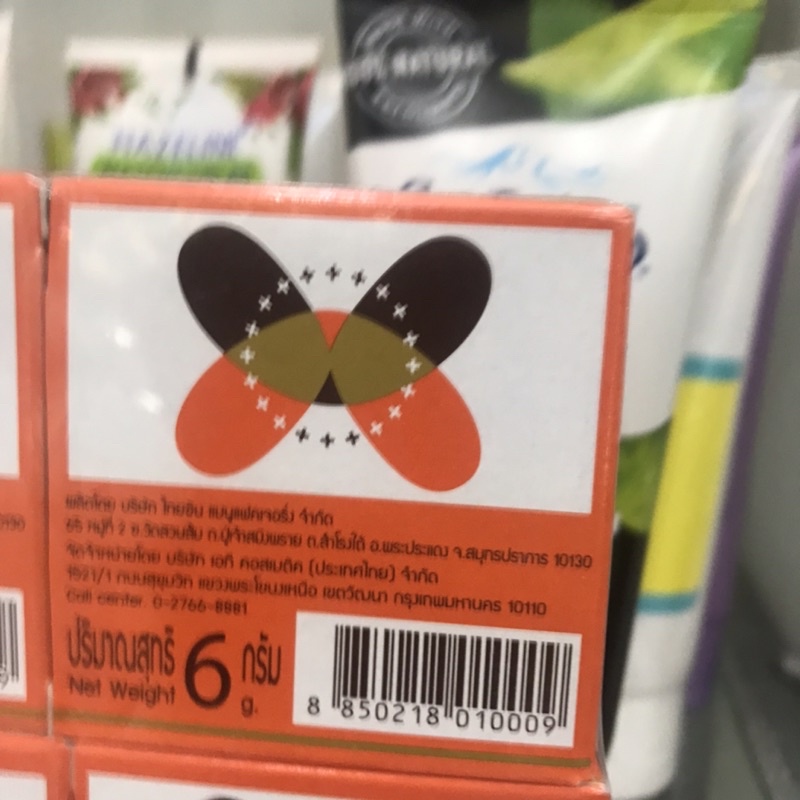 NATURAL
HAZELINE
ผลิตโดย บริษัท ไทยชิน แมนูแฟคเจอริ่ง จำกัด
65 หมู่ที่ 2 ซ.วัดสวนส้ม ถ.ปู่เจ้าสมิงพราย ต.สำโรงใต้ อ.พระประแดง จ.สมุทรปราการ 10130
จัดจำหน่ายโดย บริษัท เอที คอสเมติค (ประเทศไทย) จำกัด
1521/1 ถนนสุขุมวิท แขวงพระโขนงเหนือ เขตวัฒนา กรุงเทพมหานคร 10110
Call center. 0-2766-8881
ปริมาณสุทธิ 6 กรัม
Net Weight g.
8 850218 010009